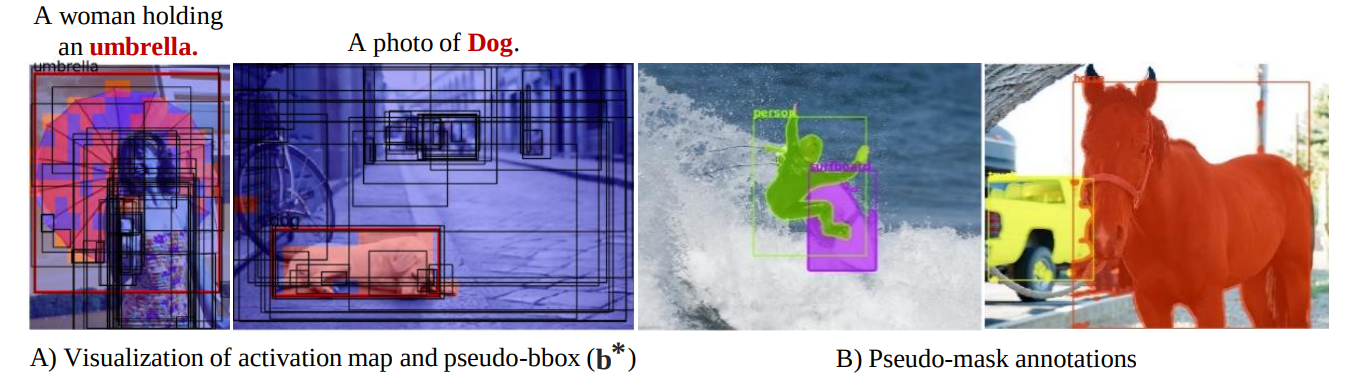 A woman holding
an umbrella.
A photo of Dog.
umbrella
dog
person
surfboard
horse
A) Visualization of activation map and pseudo-bbox (b*)
B) Pseudo-mask annotations